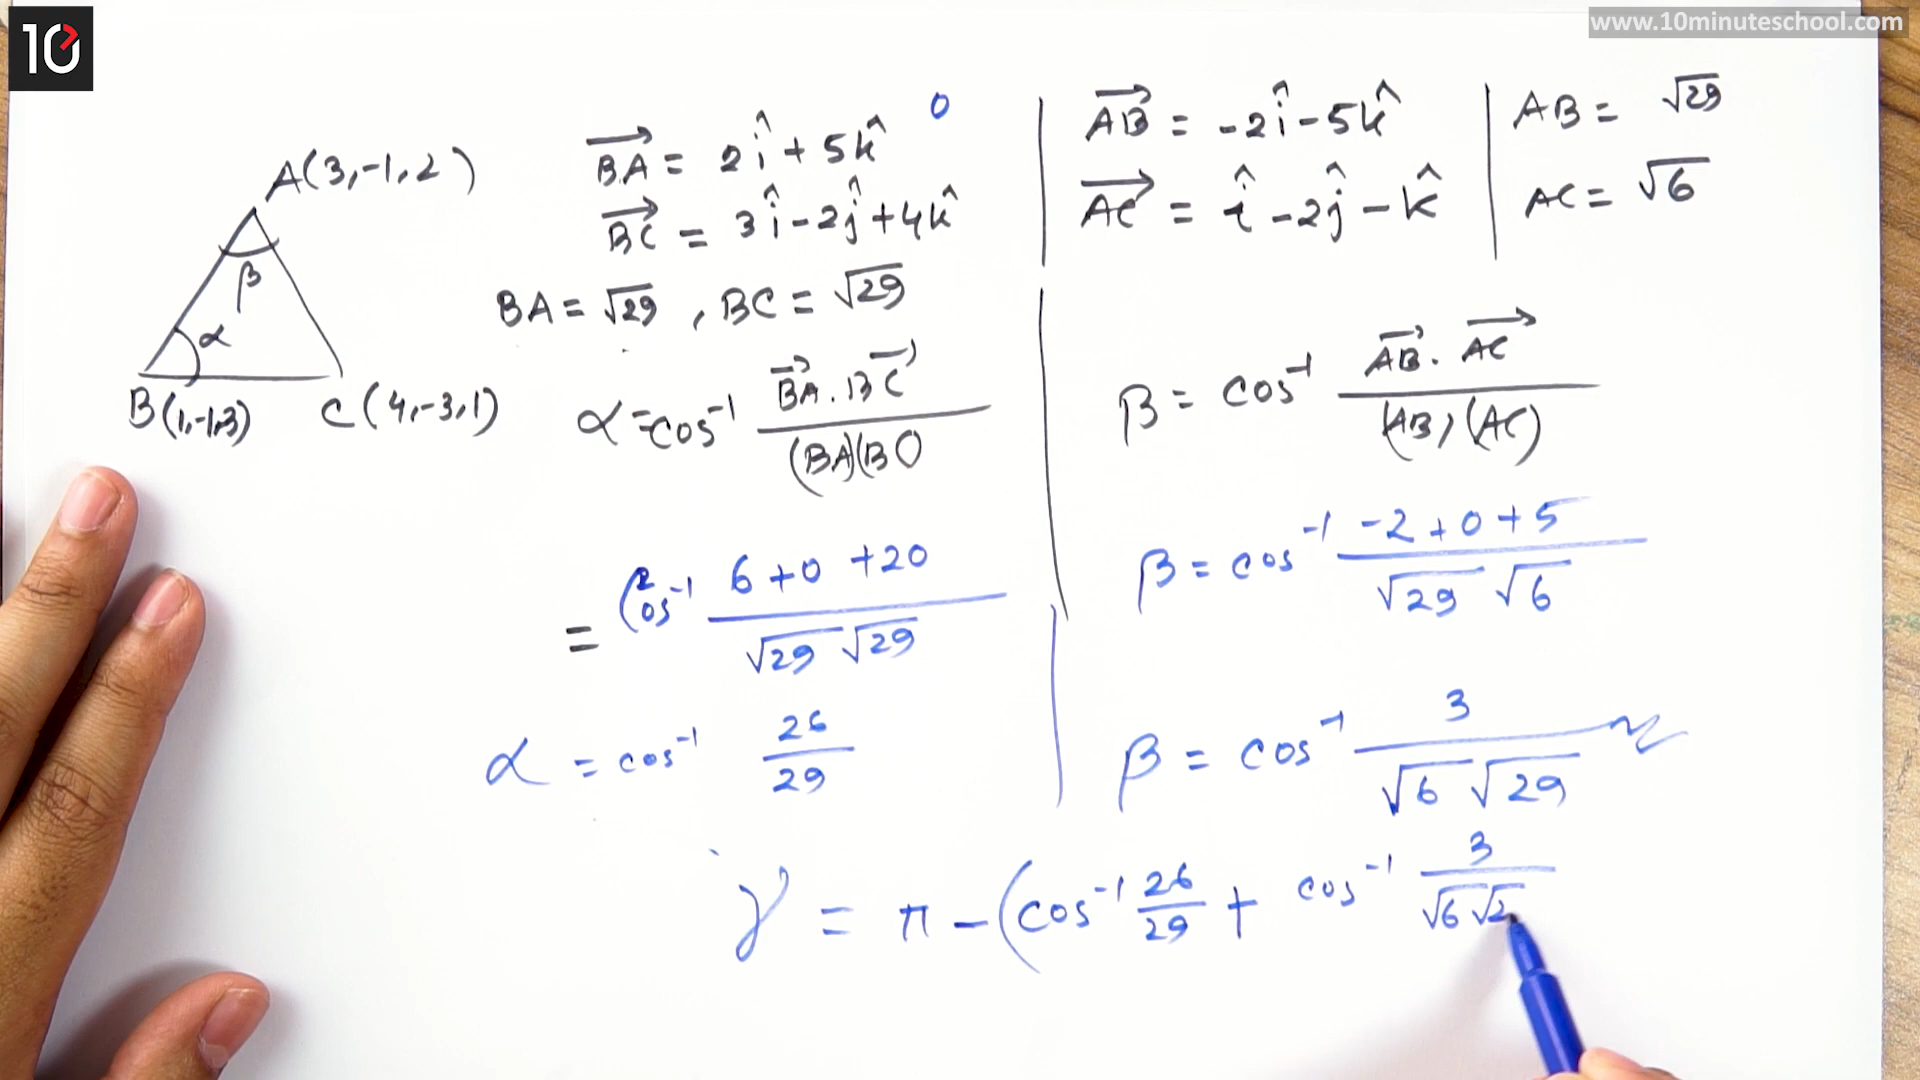 10
www.10minuteschool.com
A(3,-1,2)
β
α
B(1,-1,3)
C(4,-3,1)
0
BA→ = 2î + 5k̂
BC→ = 3î - 2ĵ + 4k̂
BA = √29 , BC = √29
α = cos⁻¹ (BA→ . BC→) / (BA)(BC)
= cos⁻¹ (6 + 0 + 20) / (√29 √29)
α = cos⁻¹ 26/29
AB→ = -2î - 5k̂
AC→ = î - 2ĵ - k̂
AB = √29
AC = √6
β = cos⁻¹ (AB→ . AC→) / (AB) (AC)
β = cos⁻¹ (-2 + 0 + 5) / (√29 √6)
β = cos⁻¹ 3 / (√6 √29)
γ = π - (cos⁻¹ 26/29 + cos⁻¹ 3 / (√6 √2